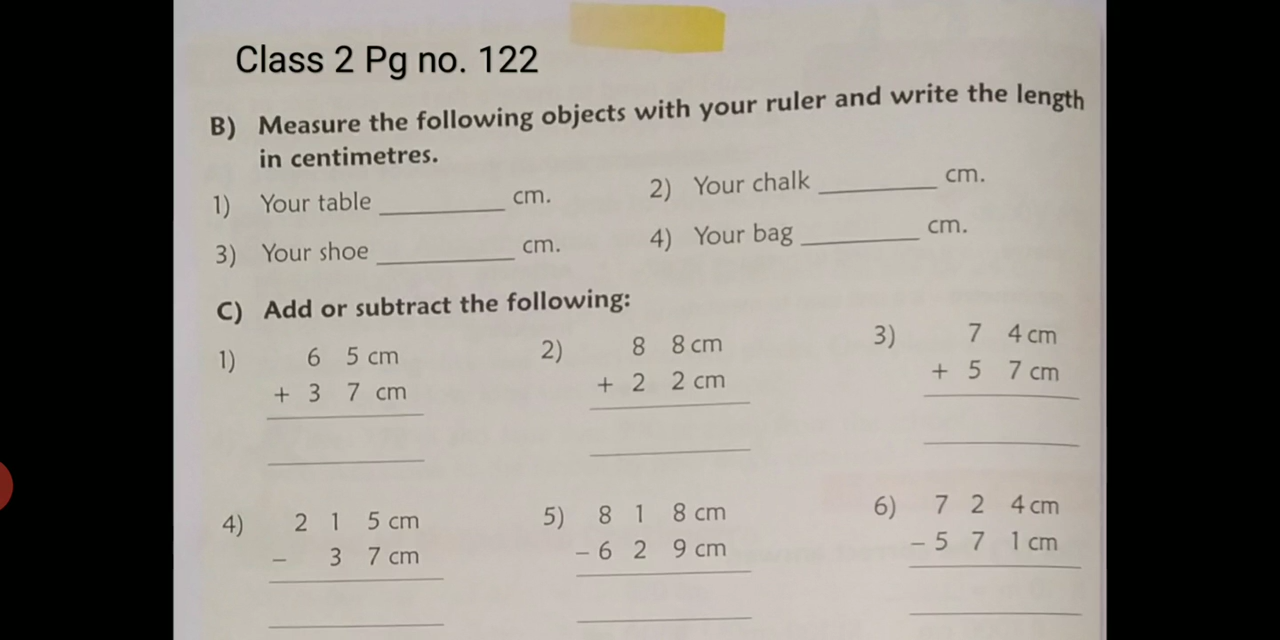 Class 2 Pg no. 122
B) Measure the following objects with your ruler and write the length
in centimetres.
1) Your table ________ cm. 2) Your chalk ________ cm.
3) Your shoe ________ cm. 4) Your bag ________ cm.
C) Add or subtract the following:
1) 6 5 cm 2) 8 8 cm 3) 7 4 cm
+ 3 7 cm + 2 2 cm + 5 7 cm
4) 2 1 5 cm 5) 8 1 8 cm 6) 7 2 4 cm
- 3 7 cm - 6 2 9 cm - 5 7 1 cm